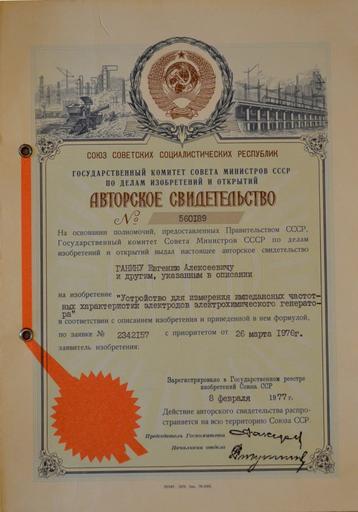 СОЮЗ СОВЕТСКИХ СОЦИАЛИСТИЧЕСКИХ РЕСПУБЛИК
ГОСУДАРСТВЕННЫЙ КОМИТЕТ СОВЕТА МИНИСТРОВ СССР
ПО ДЕЛАМ ИЗОБРЕТЕНИЙ И ОТКРЫТИЙ
АВТОРСКОЕ СВИДЕТЕЛЬСТВО
№ 560189
На основании полномочий, предоставленных Правительством СССР,
Государственный комитет Совета Министров СССР по делам
изобретений и открытий выдал настоящее авторское свидетельство
ГАНИНУ Евгению Алексеевичу
и другим, указанным в описании
на изобретение "Устройство для измерения импедансных частот-
ных характеристик электродов электрохимического генерато-
ра"
в соответствии с описанием изобретения и приведенной в нем формулой,
по заявке № 2342157 с приоритетом от 26 марта 1976г.
заявитель изобретения:
Зарегистрировано в Государственном реестре
изобретений Союза ССР
8 февраля 1977 г.
Действие авторского свидетельства распро-
страняется на всю территорию Союза ССР.
Председатель Госкомитета
Начальник отдела